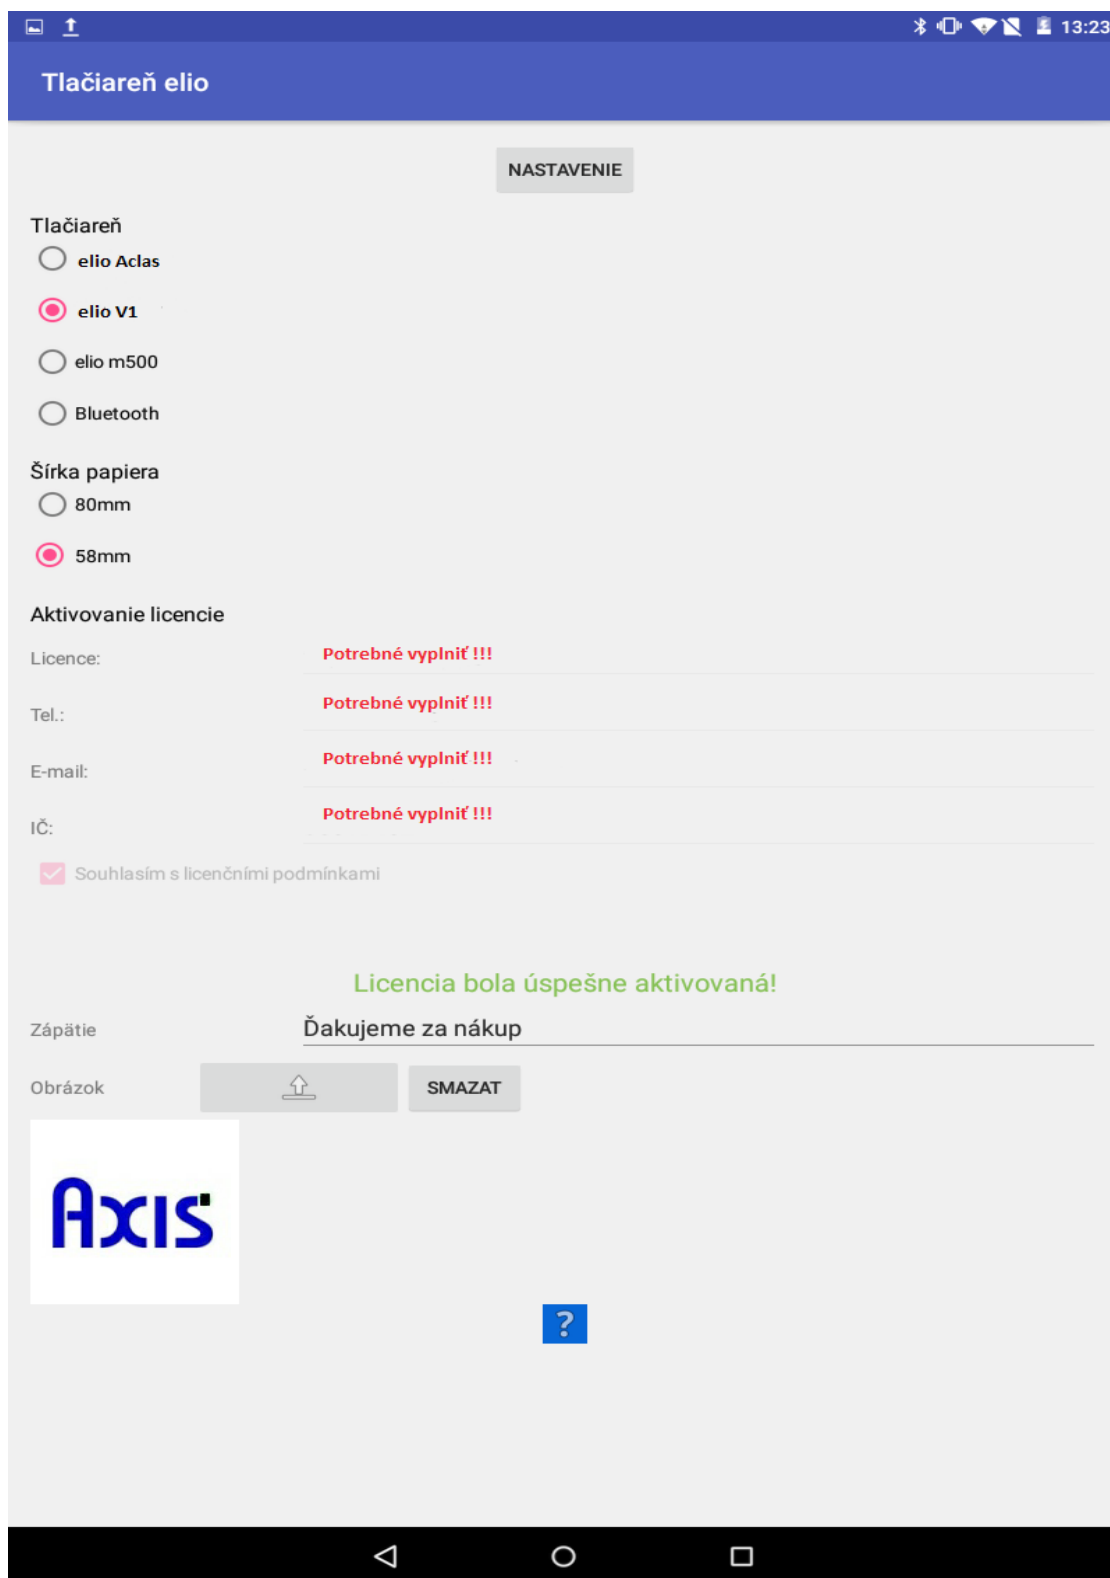 13:23
Tlačiareň elio
NASTAVENIE
Tlačiareň
elio Aclas
elio V1
elio m500
Bluetooth
Šírka papiera
80mm
58mm
Aktivovanie licencie
Licence: Potrebné vyplniť !!!
Tel.: Potrebné vyplniť !!!
E-mail: Potrebné vyplniť !!!
IČ: Potrebné vyplniť !!!
Souhlasím s licenčními podmínkami
Licencia bola úspešne aktivovaná!
Zápätie Ďakujeme za nákup
Obrázok SMAZAT
Axis
?